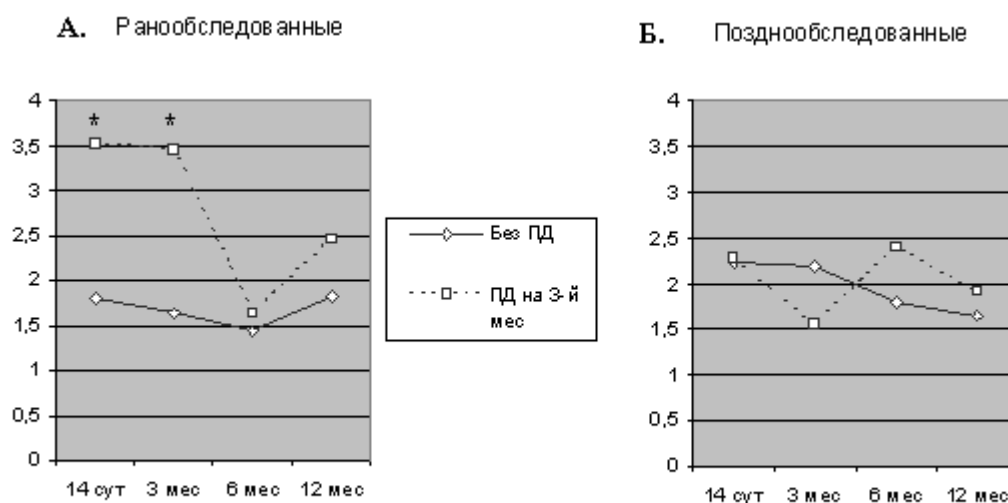 А. Ранообследованные
Б. Позднообследованные
4
3,5
3
2,5
2
1,5
1
0,5
0
* *
14 сут 3 мес 6 мес 12 мес
Без ПД
ПД на 3-й
мес
4
3,5
3
2,5
2
1,5
1
0,5
0
14 сут 3 мес 6 мес 12 мес